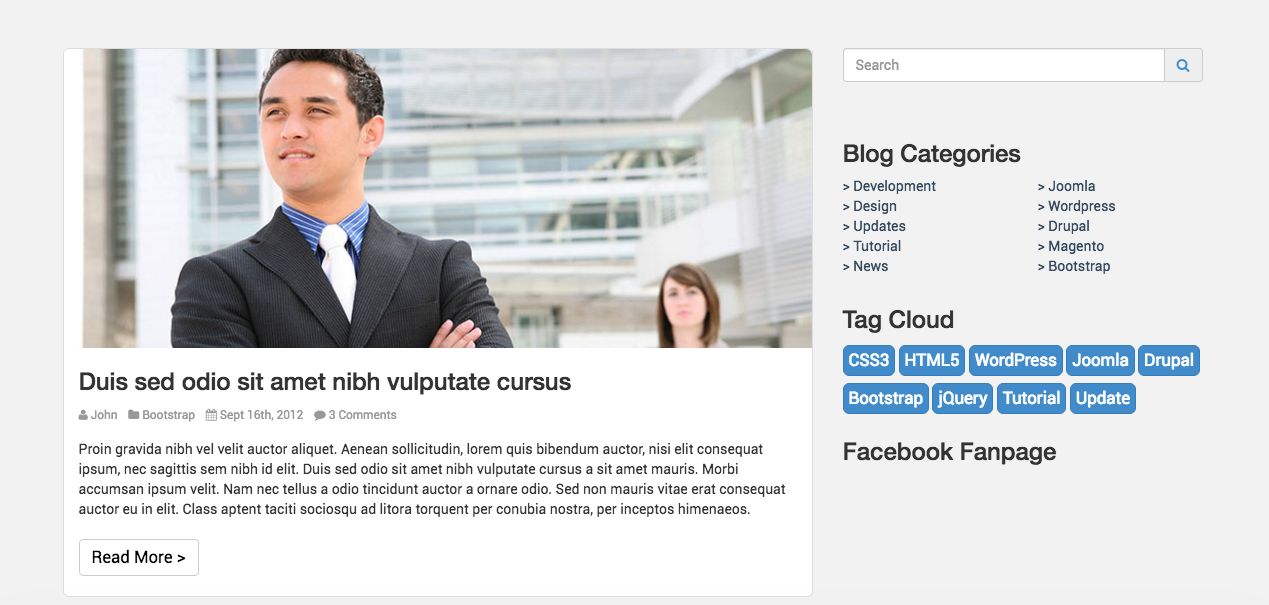 Duis sed odio sit amet nibh vulputate cursus
John Bootstrap Sept 16th, 2012 3 Comments
Proin gravida nibh vel velit auctor aliquet. Aenean sollicitudin, lorem quis bibendum auctor, nisi elit consequat
ipsum, nec sagittis sem nibh id elit. Duis sed odio sit amet nibh vulputate cursus a sit amet mauris. Morbi
accumsan ipsum velit. Nam nec tellus a odio tincidunt auctor a ornare odio. Sed non mauris vitae erat consequat
auctor eu in elit. Class aptent taciti sociosqu ad litora torquent per conubia nostra, per inceptos himenaeos.
Read More >
Search
Blog Categories
> Development
> Design
> Updates
> Tutorial
> News
> Joomla
> Wordpress
> Drupal
> Magento
> Bootstrap
Tag Cloud
CSS3 HTML5 WordPress Joomla Drupal
Bootstrap jQuery Tutorial Update
Facebook Fanpage